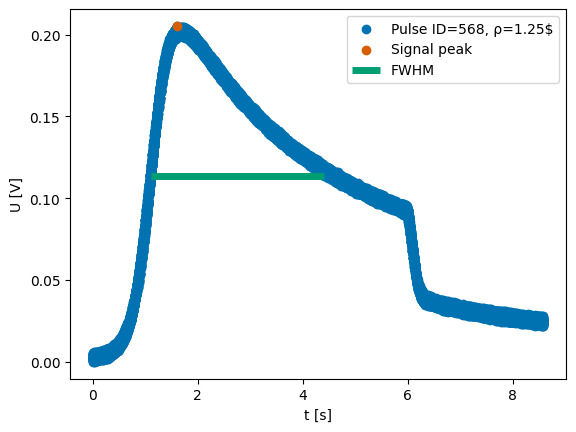 0.20
0.15
0.10
0.05
0.00
U [V]
Pulse ID=568, ρ=1.25$
Signal peak
FWHM
0 2 4 6 8
t [s]